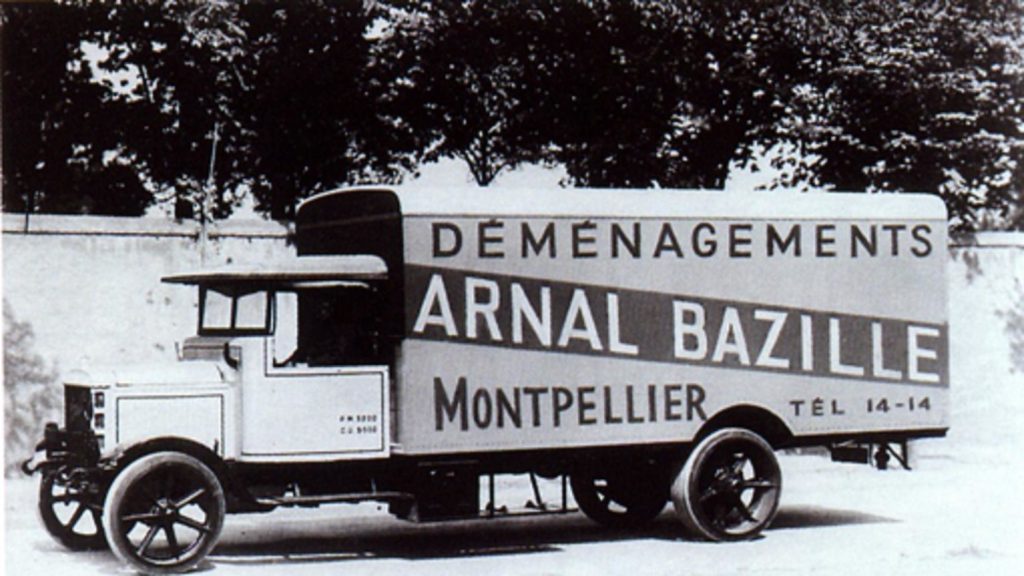 DÉMÉNAGEMENTS
ARNAL BAZILLE
MONTPELLIER
TÉL 14-14